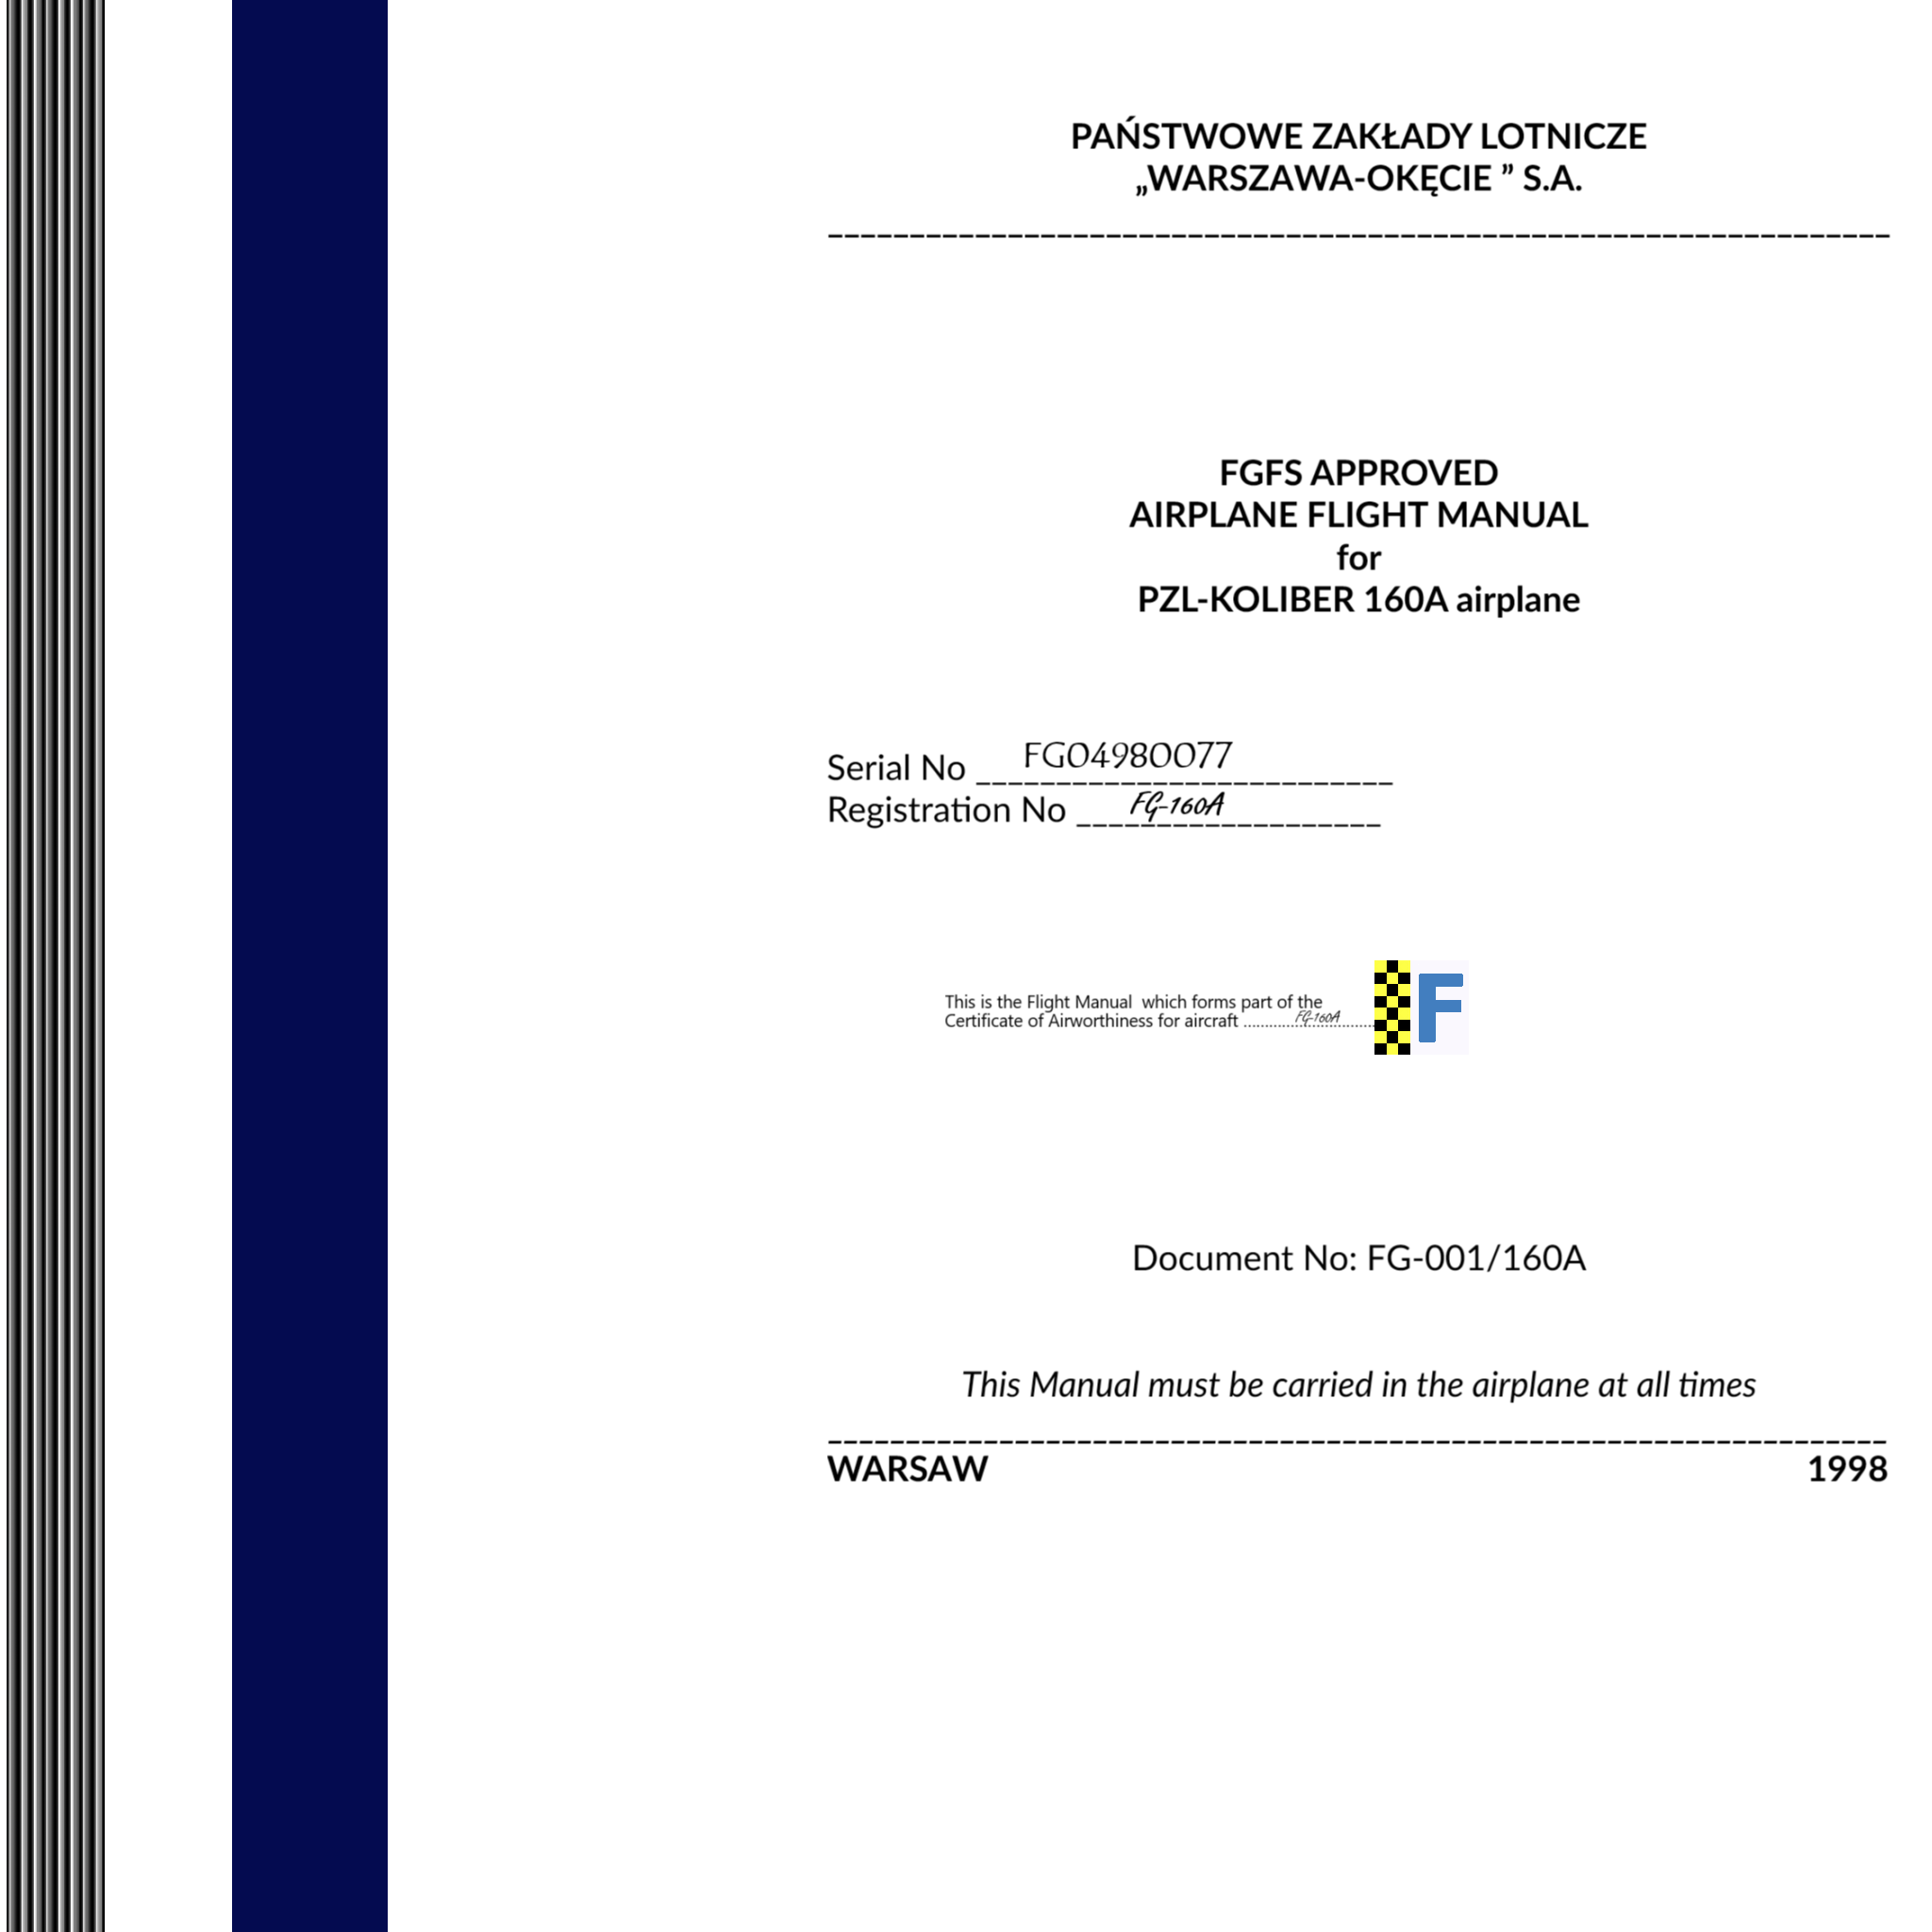 PAŃSTWOWE ZAKŁADY LOTNICZE
„WARSZAWA-OKĘCIE ” S.A.
FGFS APPROVED
AIRPLANE FLIGHT MANUAL
for
PZL-KOLIBER 160A airplane
Serial No FG04980077
Registration No FG-160A
This is the Flight Manual which forms part of the
Certificate of Airworthiness for aircraft FG-160A
F
Document No: FG-001/160A
This Manual must be carried in the airplane at all times
WARSAW 1998